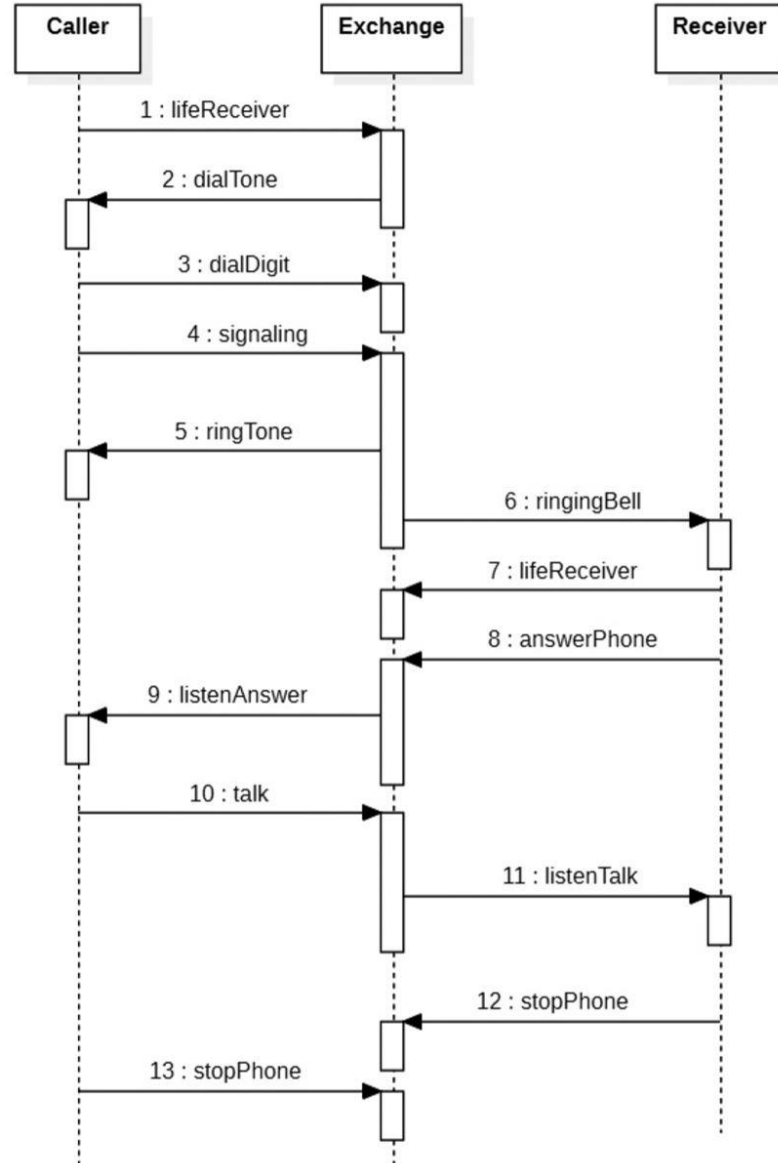 Caller
Exchange
Receiver
1 : lifeReceiver
2 : dialTone
3 : dialDigit
4 : signaling
5 : ringTone
6 : ringingBell
7 : lifeReceiver
8 : answerPhone
9 : listenAnswer
10 : talk
11 : listenTalk
12 : stopPhone
13 : stopPhone